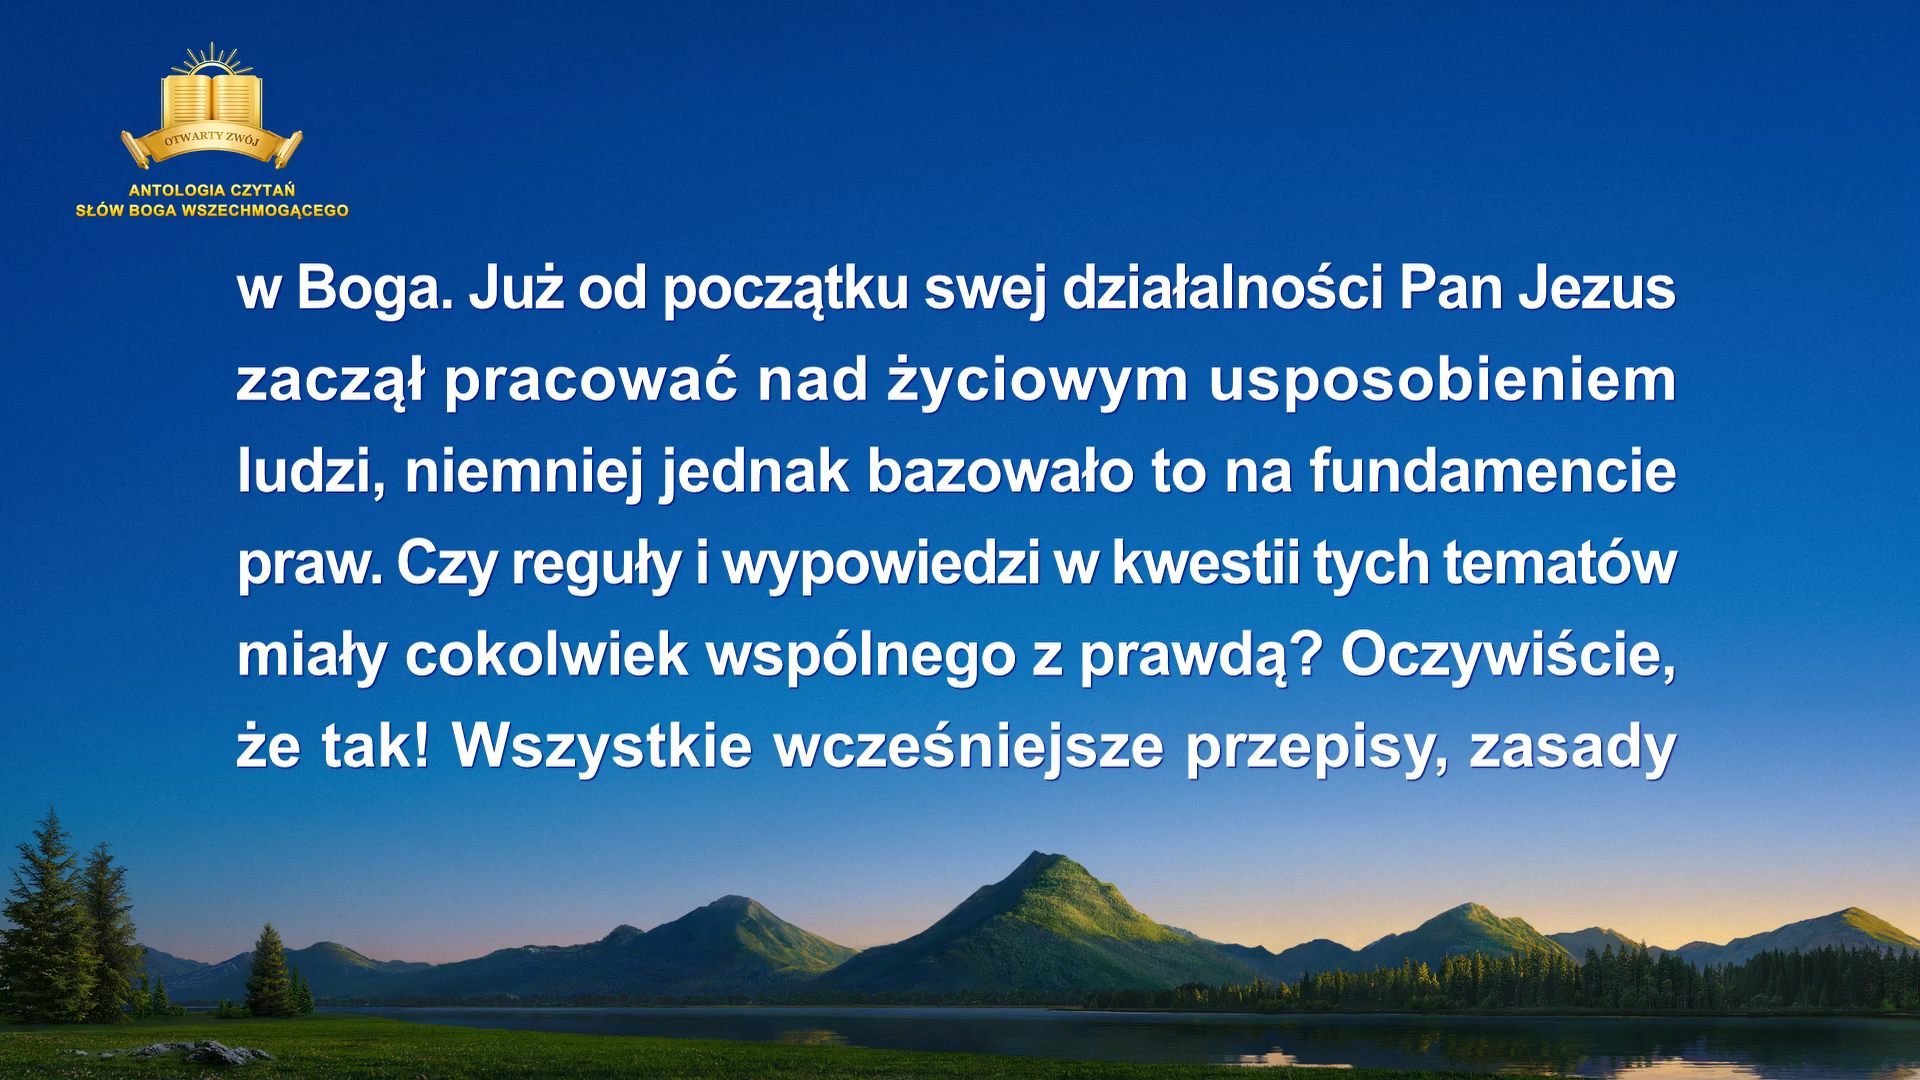 OTWARTY ZWÓJ
ANTOLOGIA CZYTAŃ
SŁÓW BOGA WSZECHMOGĄCEGO
w Boga. Już od początku swej działalności Pan Jezus
zaczął pracować nad życiowym usposobieniem
ludzi, niemniej jednak bazowało to na fundamencie
praw. Czy reguły i wypowiedzi w kwestii tych tematów
miały cokolwiek wspólnego z prawdą? Oczywiście,
że tak! Wszystkie wcześniejsze przepisy, zasady